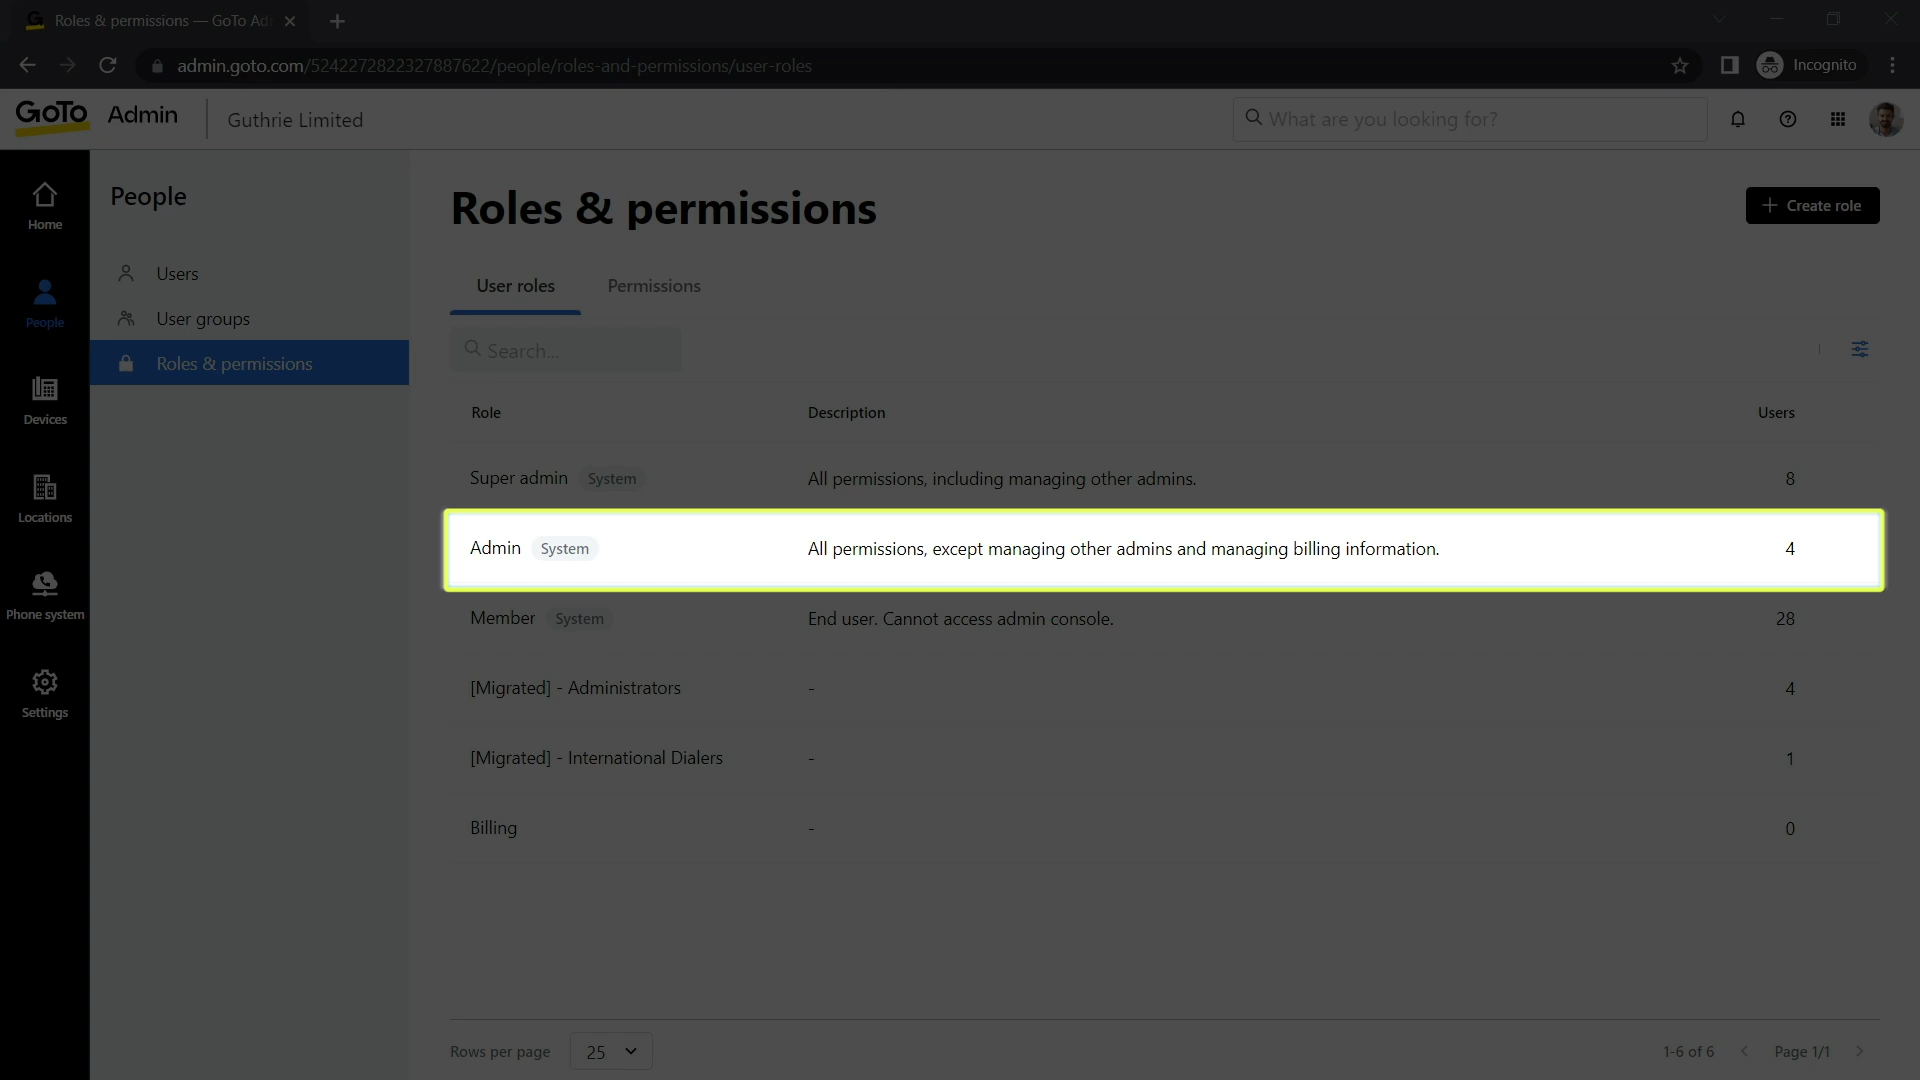 Roles & permissions — GoTo Ad
admin.goto.com/5242272822327887622/people/roles-and-permissions/user-roles
Incognito
GoTo Admin
Guthrie Limited
What are you looking for?
Home
People
Devices
Locations
Phone system
Settings
People
Users
User groups
Roles & permissions
Roles & permissions
Create role
User roles
Permissions
Search...
Role Description Users
Super admin System All permissions, including managing other admins. 8
Admin System All permissions, except managing other admins and managing billing information. 4
Member System End user. Cannot access admin console. 28
[Migrated] - Administrators - 4
[Migrated] - International Dialers - 1
Billing - 0
Rows per page 25
1-6 of 6 Page 1/1